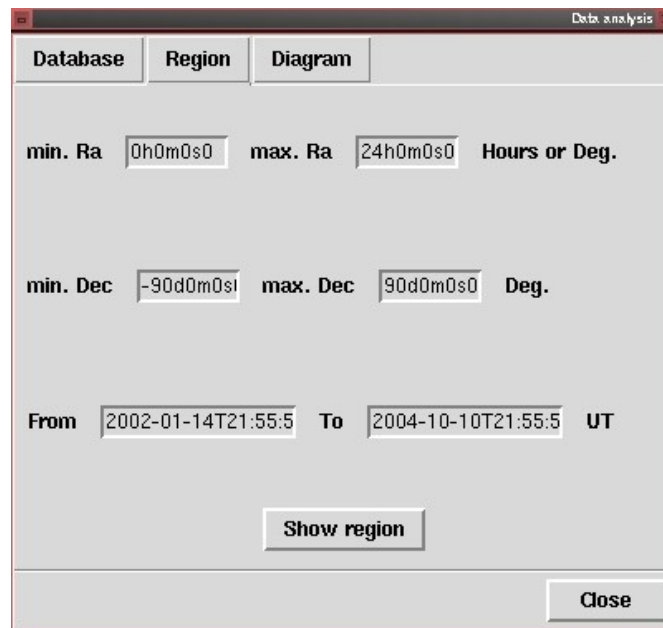 Data analysis
Database Region Diagram
min. Ra 0h0m0s0 max. Ra 24h0m0s0 Hours or Deg.
min. Dec -90d0m0s max. Dec 90d0m0s0 Deg.
From 2002-01-14T21:55:5 To 2004-10-10T21:55:5 UT
Show region
Close